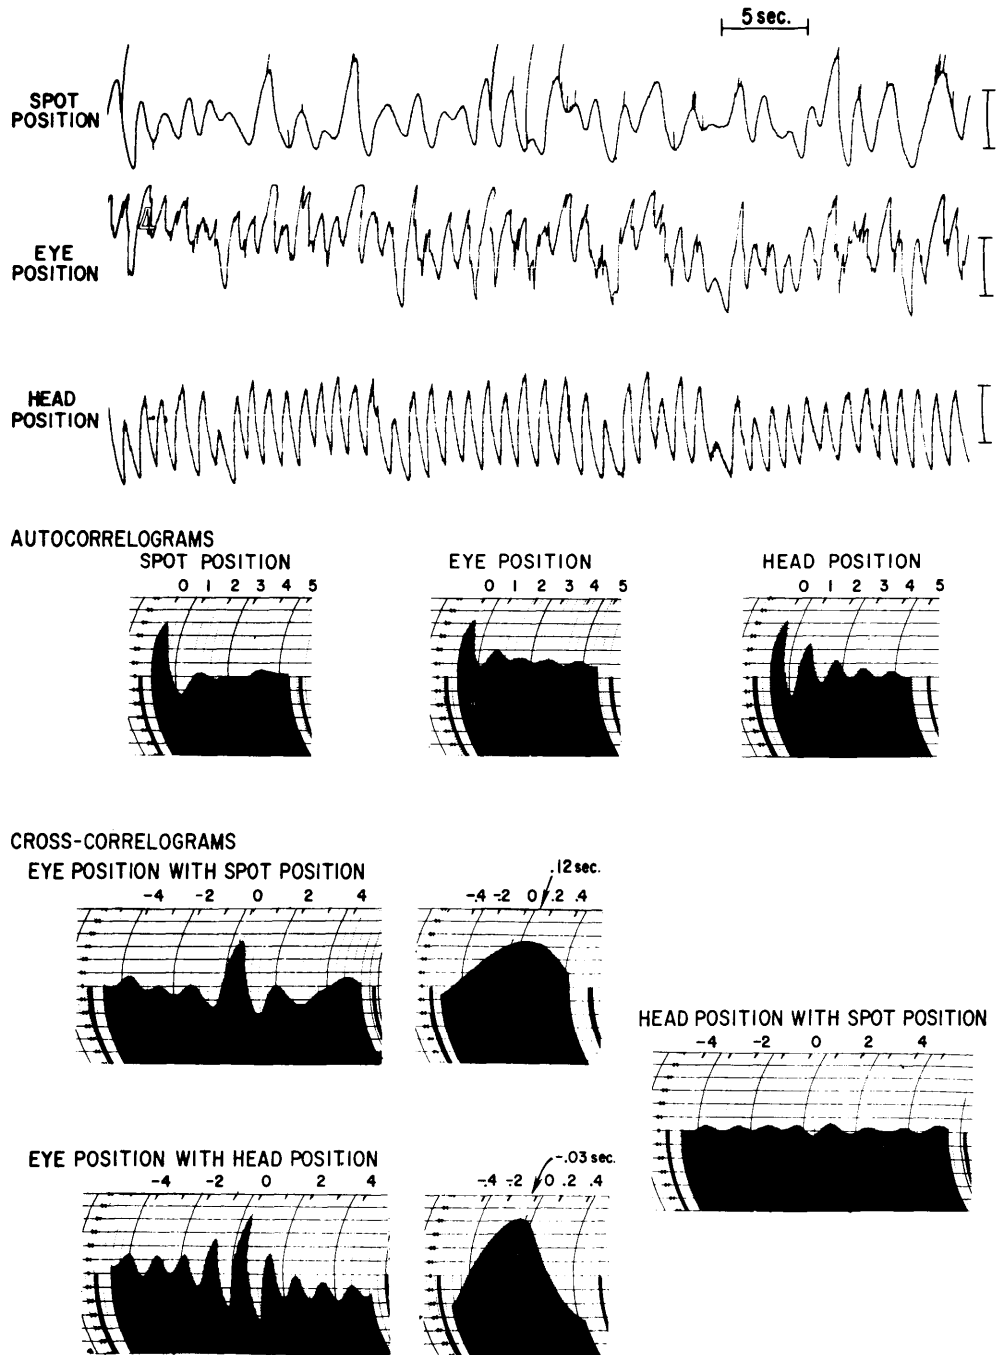 5 sec.
SPOT
POSITION
EYE
POSITION
HEAD
POSITION
AUTOCORRELOGRAMS
SPOT POSITION
0 1 2 3 4 5
EYE POSITION
0 1 2 3 4 5
HEAD POSITION
0 1 2 3 4 5
CROSS-CORRELOGRAMS
EYE POSITION WITH SPOT POSITION
-4 -2 0 2 4
.12 sec.
-.4 -.2 0 .2 .4
HEAD POSITION WITH SPOT POSITION
-4 -2 0 2 4
EYE POSITION WITH HEAD POSITION
-4 -2 0 2 4
-.03 sec.
-.4 -.2 0 .2 .4